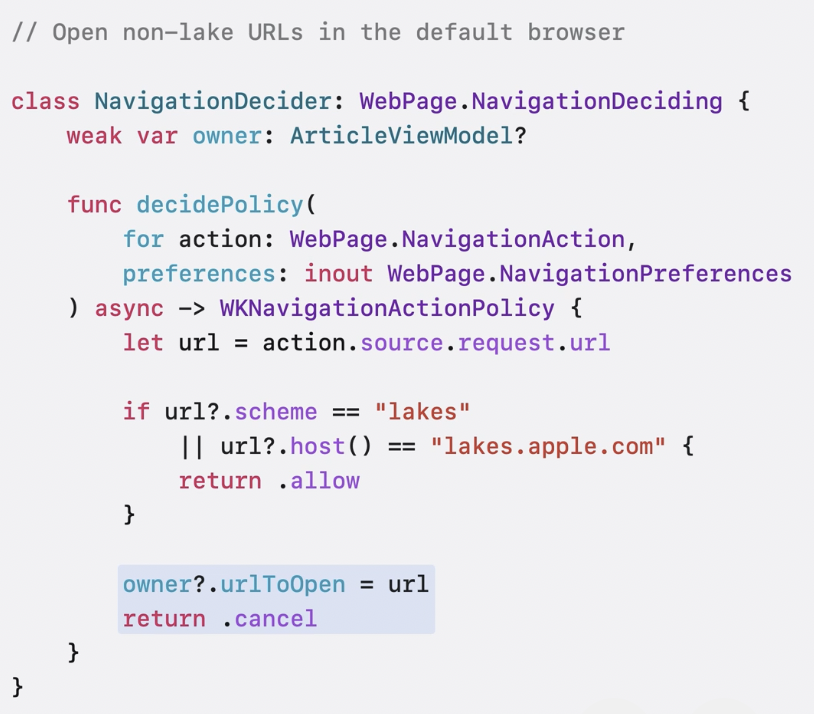 // Open non-lake URLs in the default browser
class NavigationDecider: WebPage.NavigationDeciding {
    weak var owner: ArticleViewModel?
    func decidePolicy(
        for action: WebPage.NavigationAction,
        preferences: inout WebPage.NavigationPreferences
    ) async -> WKNavigationActionPolicy {
        let url = action.source.request.url
        if url?.scheme == "lakes"
            || url?.host() == "lakes.apple.com" {
            return .allow
        }
        owner?.urlToOpen = url
        return .cancel
    }
}